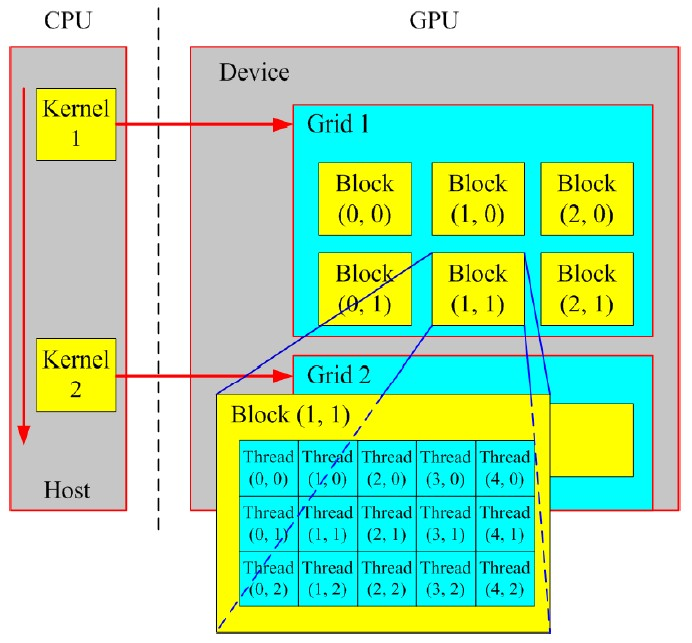 CPU
GPU
Device
Kernel
1
Grid 1
Block
(0, 0)
Block
(1, 0)
Block
(2, 0)
Block
(0, 1)
Block
(1, 1)
Block
(2, 1)
Kernel
2
Grid 2
Host
Block (1, 1)
Thread
(0, 0)
Thread
(1, 0)
Thread
(2, 0)
Thread
(3, 0)
Thread
(4, 0)
Thread
(0, 1)
Thread
(1, 1)
Thread
(2, 1)
Thread
(3, 1)
Thread
(4, 1)
Thread
(0, 2)
Thread
(1, 2)
Thread
(2, 2)
Thread
(3, 2)
Thread
(4, 2)